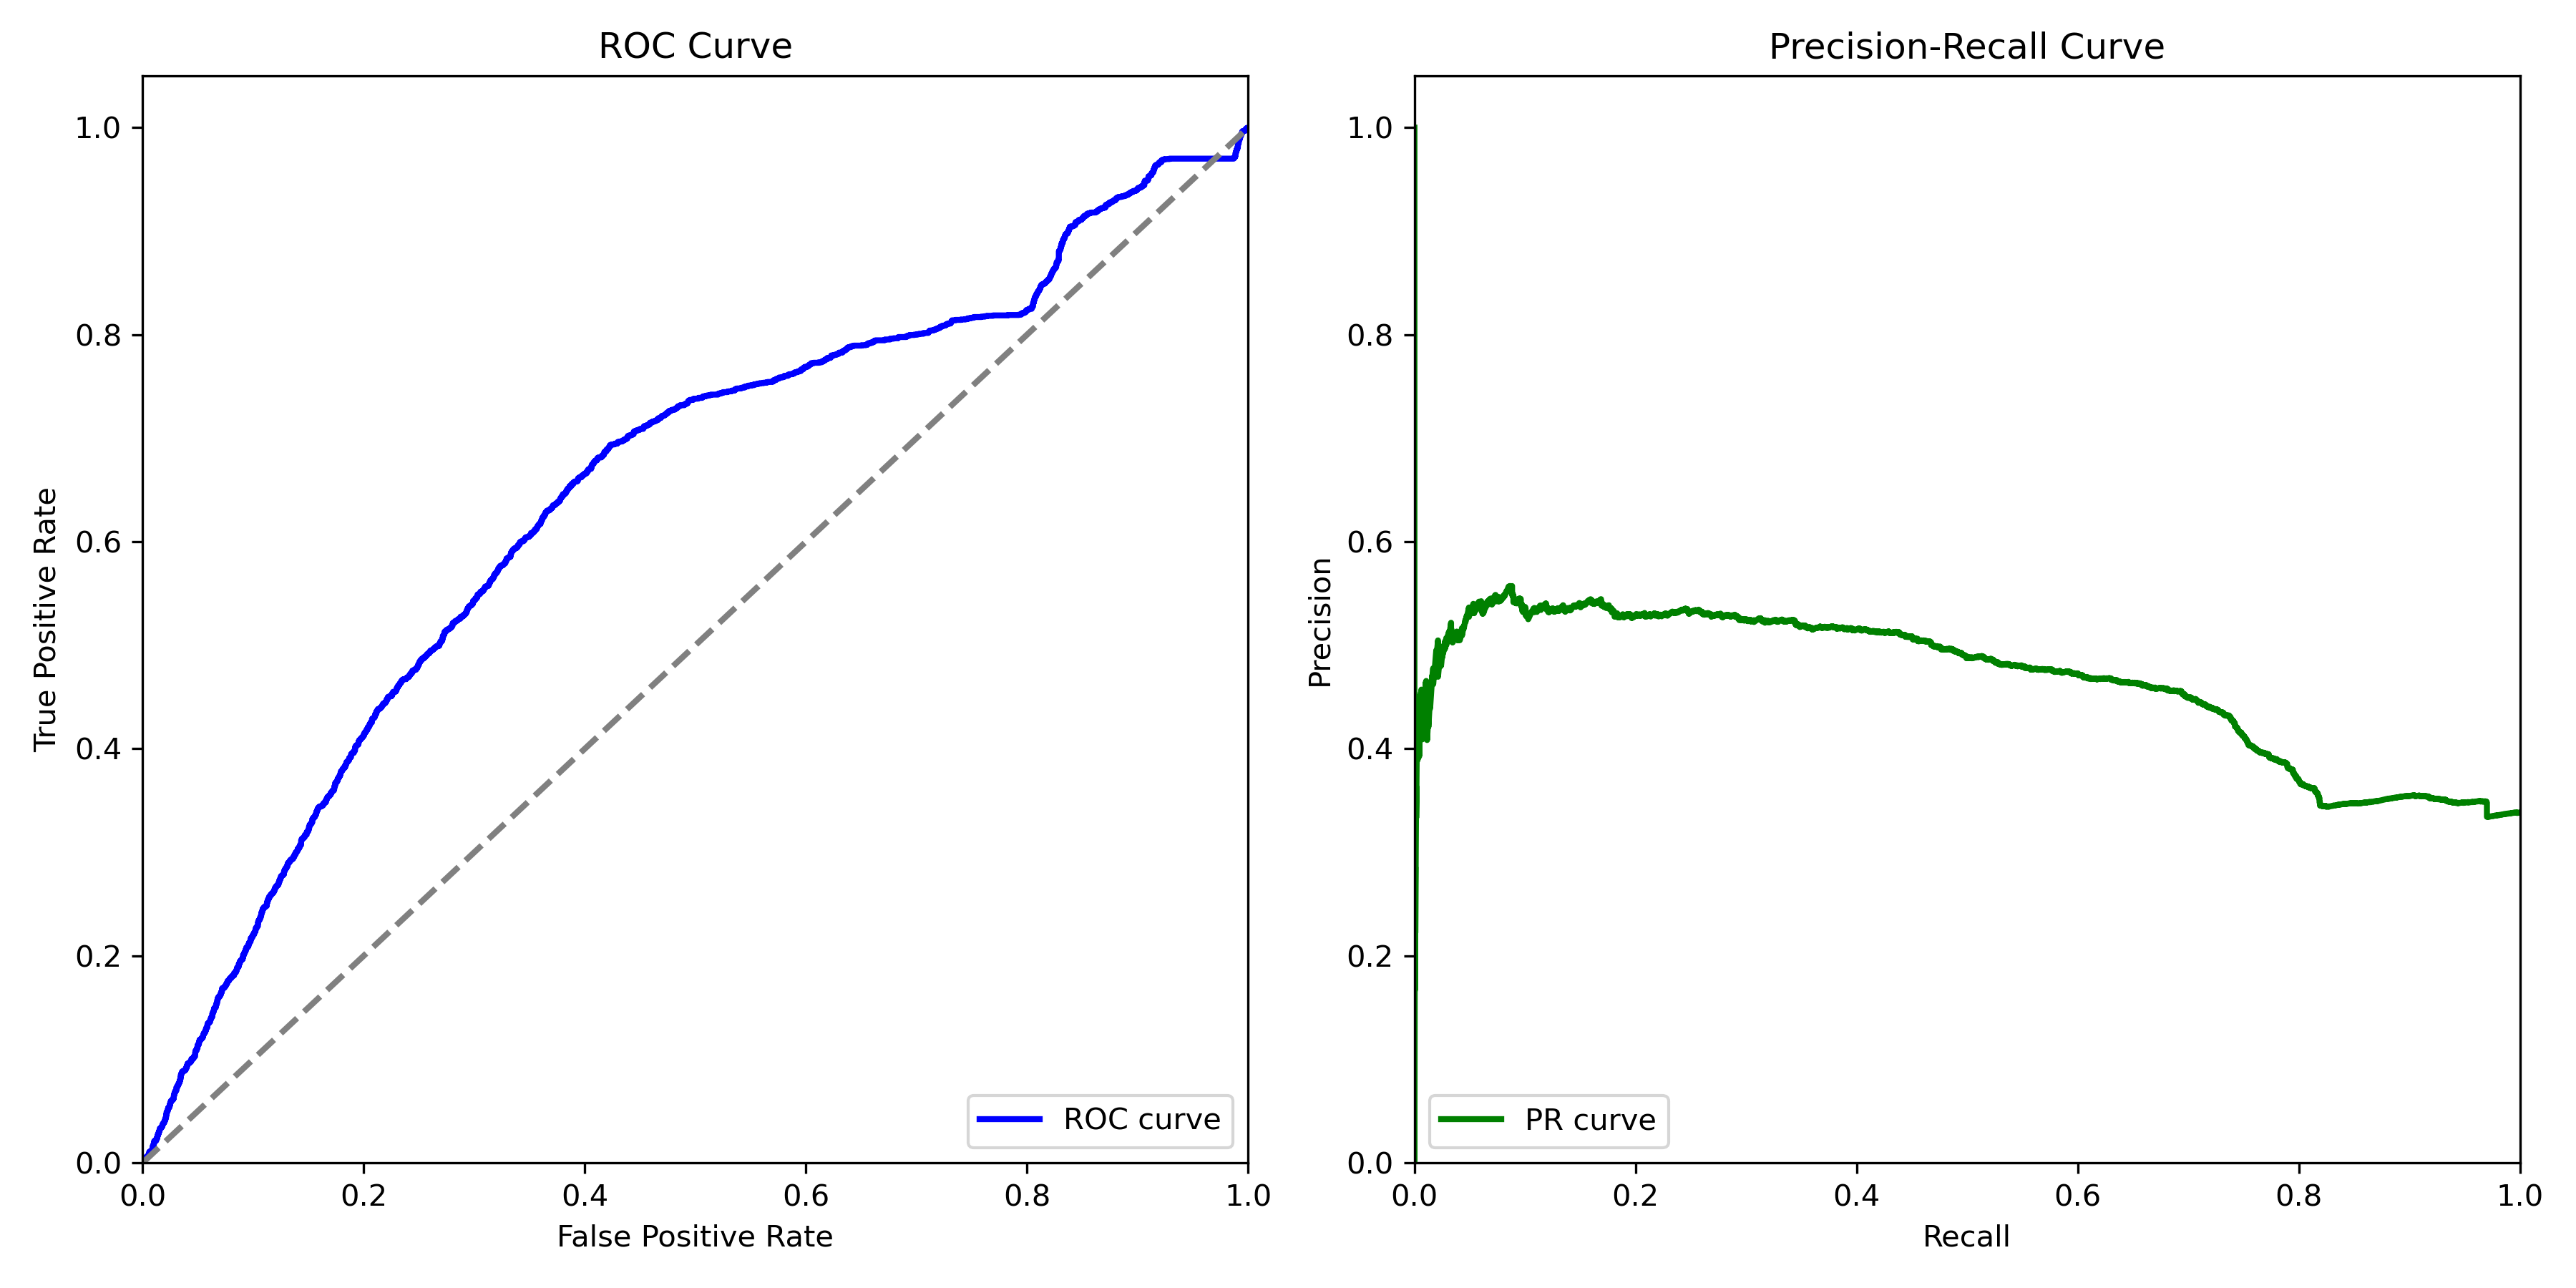 ROC Curve
True Positive Rate
1.0
0.8
0.6
0.4
0.2
0.0
0.0 0.2 0.4 0.6 0.8 1.0
False Positive Rate
ROC curve
Precision-Recall Curve
Precision
1.0
0.8
0.6
0.4
0.2
0.0
0.0 0.2 0.4 0.6 0.8 1.0
Recall
PR curve